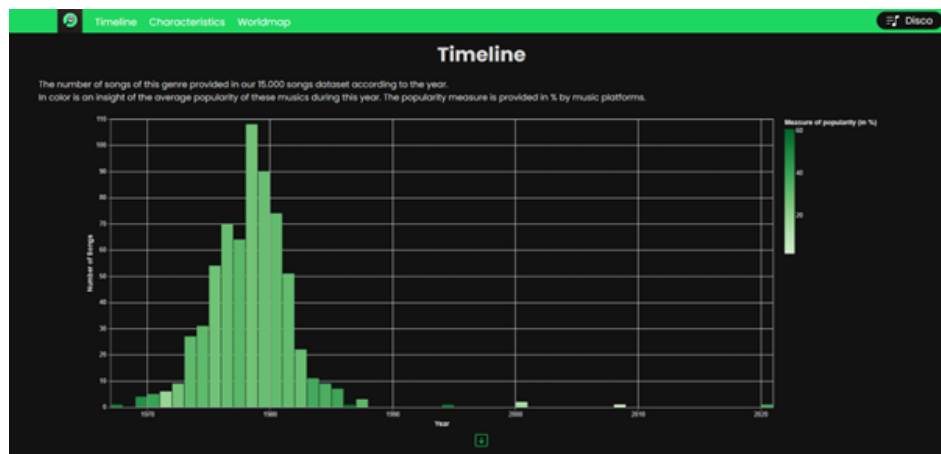 Timeline Characteristics Worldmap
Disco
Timeline
The number of songs of this genre provided in our 15.000 songs dataset according to the year.
In color is an insight of the average popularity of these musics during this year. The popularity measure is provided in % by music platforms.
Measure of popularity (in %)
60
40
20
Number of Songs
110
100
90
80
70
60
50
40
30
20
10
0
1970 1980 1990 2000 2010 2020
Year